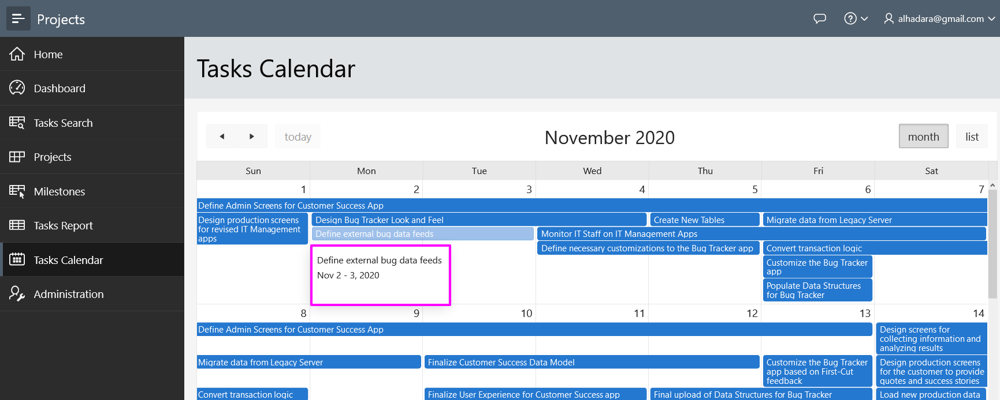 Projects
alhadara@gmail.com
Home
Dashboard
Tasks Search
Projects
Milestones
Tasks Report
Tasks Calendar
Administration
Tasks Calendar
today
November 2020
month
list
Sun Mon Tue Wed Thu Fri Sat
1 2 3 4 5 6 7
Define Admin Screens for Customer Success App
Design production screens
for revised IT Management
apps
Design Bug Tracker Look and Feel
Create New Tables
Migrate data from Legacy Server
Define external bug data feeds
Monitor IT Staff on IT Management Apps
Define necessary customizations to the Bug Tracker app
Convert transaction logic
Customize the Bug Tracker
app
Populate Data Structures
for Bug Tracker
Define external bug data feeds
Nov 2 - 3, 2020
8 9 10 11 12 13 14
Define Admin Screens for Customer Success App
Design screens for
collecting information and
analyzing results
Migrate data from Legacy Server
Finalize Customer Success Data Model
Customize the Bug Tracker
app based on First-Cut
feedback
Design production screens
for the customer to provide
quotes and success stories
Convert transaction logic
Finalize User Experience for Customer Success app
Final upload of Data Structures for Bug Tracker
Load new production data